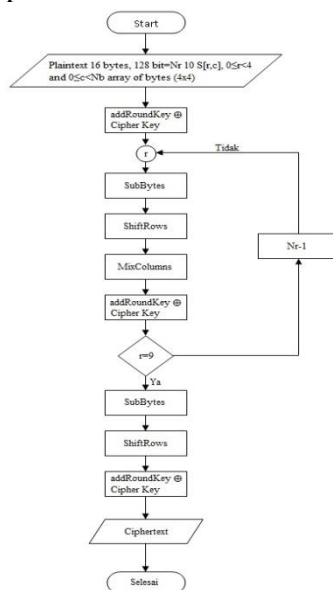 Start
Plaintext 16 bytes, 128 bit=Nr 10 S[r,c], 0≤r<4
and 0≤c<Nb array of bytes (4x4)
addRoundKey ⊕
Cipher Key
r
Tidak
SubBytes
ShiftRows
Nr-1
MixColumns
addRoundKey ⊕
Cipher Key
r=9
Ya
SubBytes
ShiftRows
addRoundKey ⊕
Cipher Key
Ciphertext
Selesai